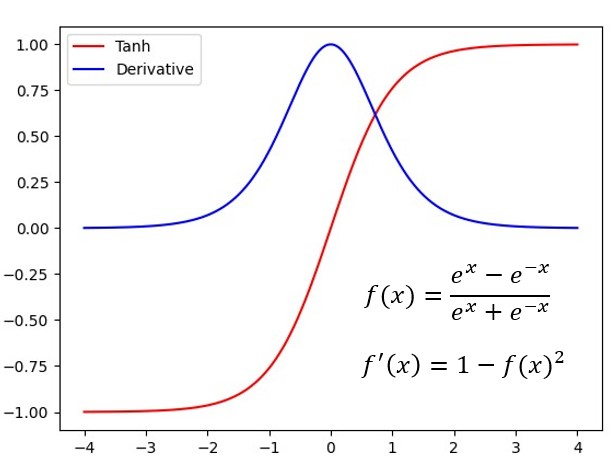 Tanh
Derivative
1.00
0.75
0.50
0.25
0.00
−0.25
−0.50
−0.75
−1.00
f(x) = (e^x − e^−x) / (e^x + e^−x)
f′(x) = 1 − f(x)^2
−4 −3 −2 −1 0 1 2 3 4